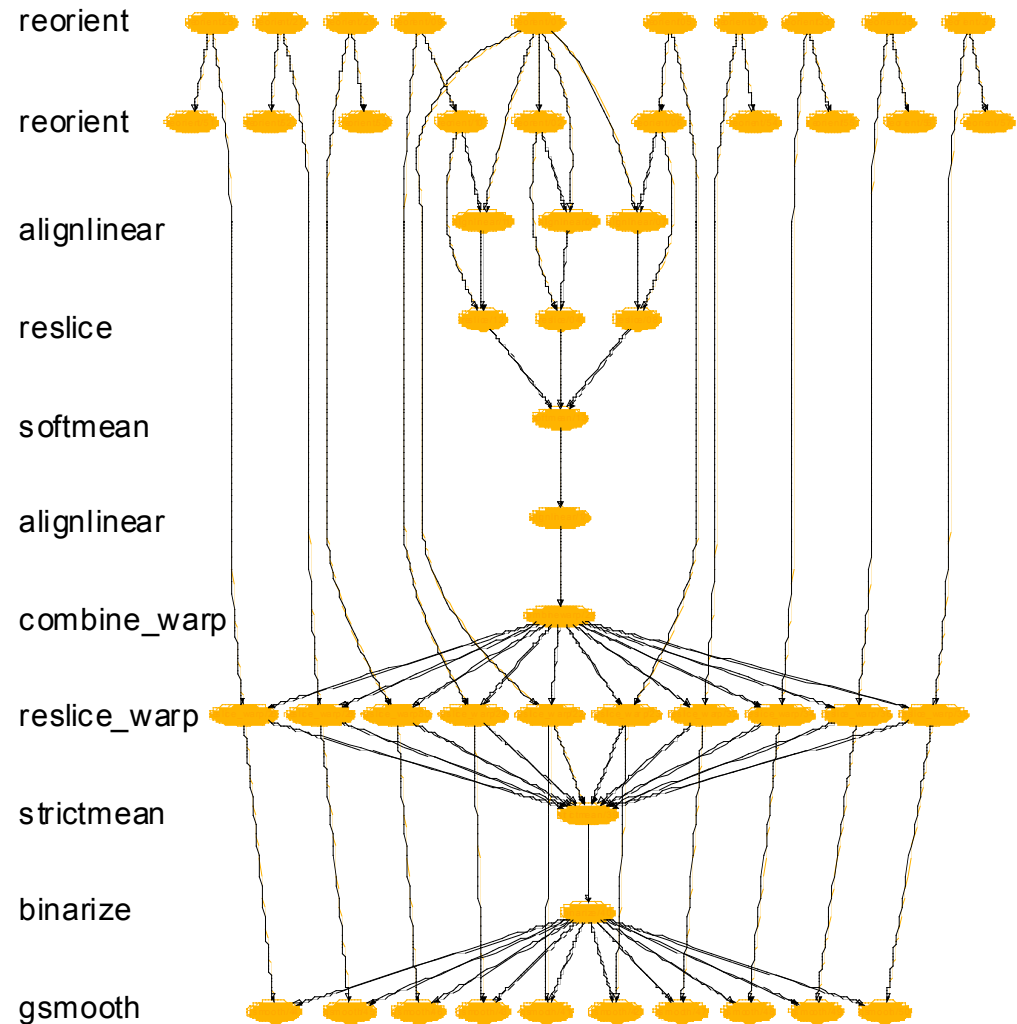 reorient
reorient
alignlinear
reslice
softmean
alignlinear
combine_warp
reslice_warp
strictmean
binarize
gsmooth